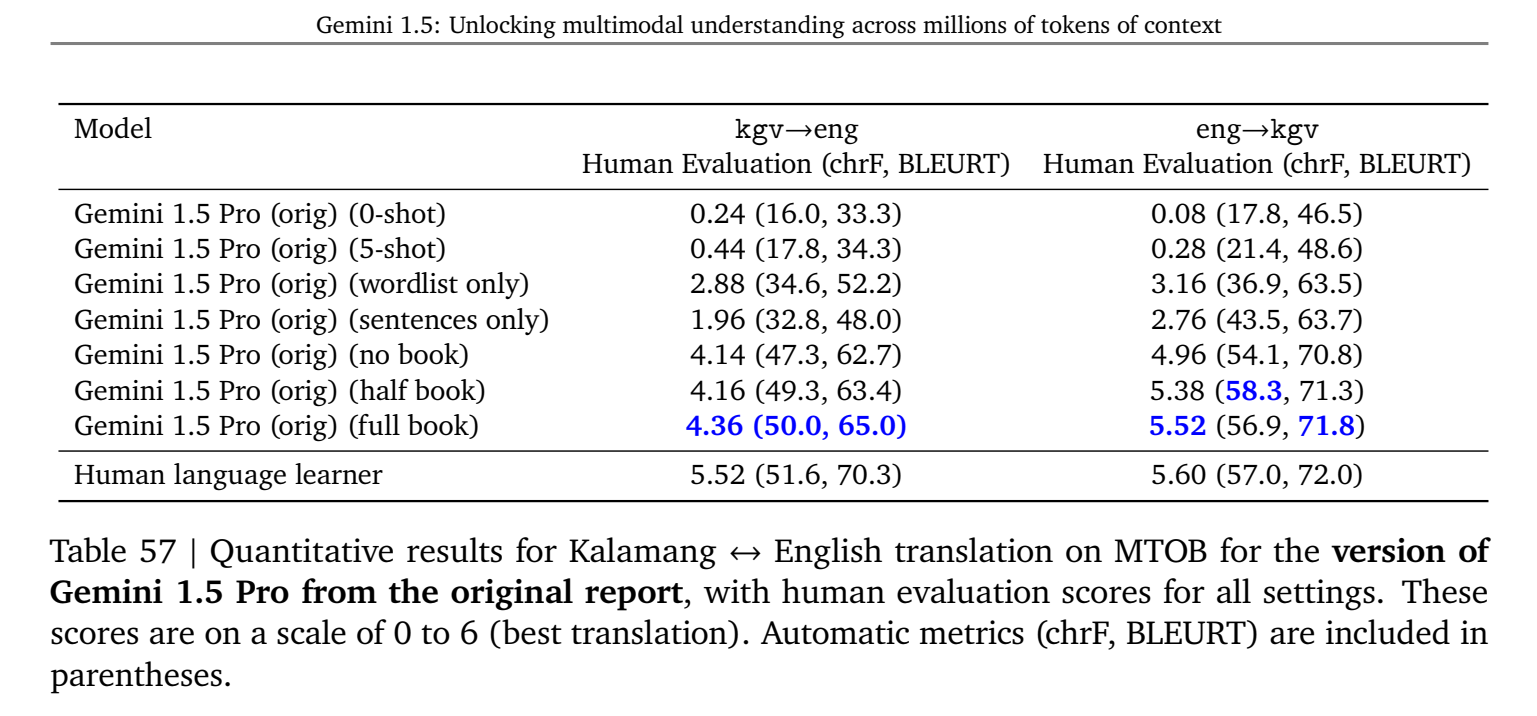 Gemini 1.5: Unlocking multimodal understanding across millions of tokens of context
Model kgv→eng eng→kgv
Human Evaluation (chrF, BLEURT) Human Evaluation (chrF, BLEURT)
Gemini 1.5 Pro (orig) (0-shot) 0.24 (16.0, 33.3) 0.08 (17.8, 46.5)
Gemini 1.5 Pro (orig) (5-shot) 0.44 (17.8, 34.3) 0.28 (21.4, 48.6)
Gemini 1.5 Pro (orig) (wordlist only) 2.88 (34.6, 52.2) 3.16 (36.9, 63.5)
Gemini 1.5 Pro (orig) (sentences only) 1.96 (32.8, 48.0) 2.76 (43.5, 63.7)
Gemini 1.5 Pro (orig) (no book) 4.14 (47.3, 62.7) 4.96 (54.1, 70.8)
Gemini 1.5 Pro (orig) (half book) 4.16 (49.3, 63.4) 5.38 (58.3, 71.3)
Gemini 1.5 Pro (orig) (full book) 4.36 (50.0, 65.0) 5.52 (56.9, 71.8)
Human language learner 5.52 (51.6, 70.3) 5.60 (57.0, 72.0)
Table 57 | Quantitative results for Kalamang ↔ English translation on MTOB for the version of
Gemini 1.5 Pro from the original report, with human evaluation scores for all settings. These
scores are on a scale of 0 to 6 (best translation). Automatic metrics (chrF, BLEURT) are included in
parentheses.